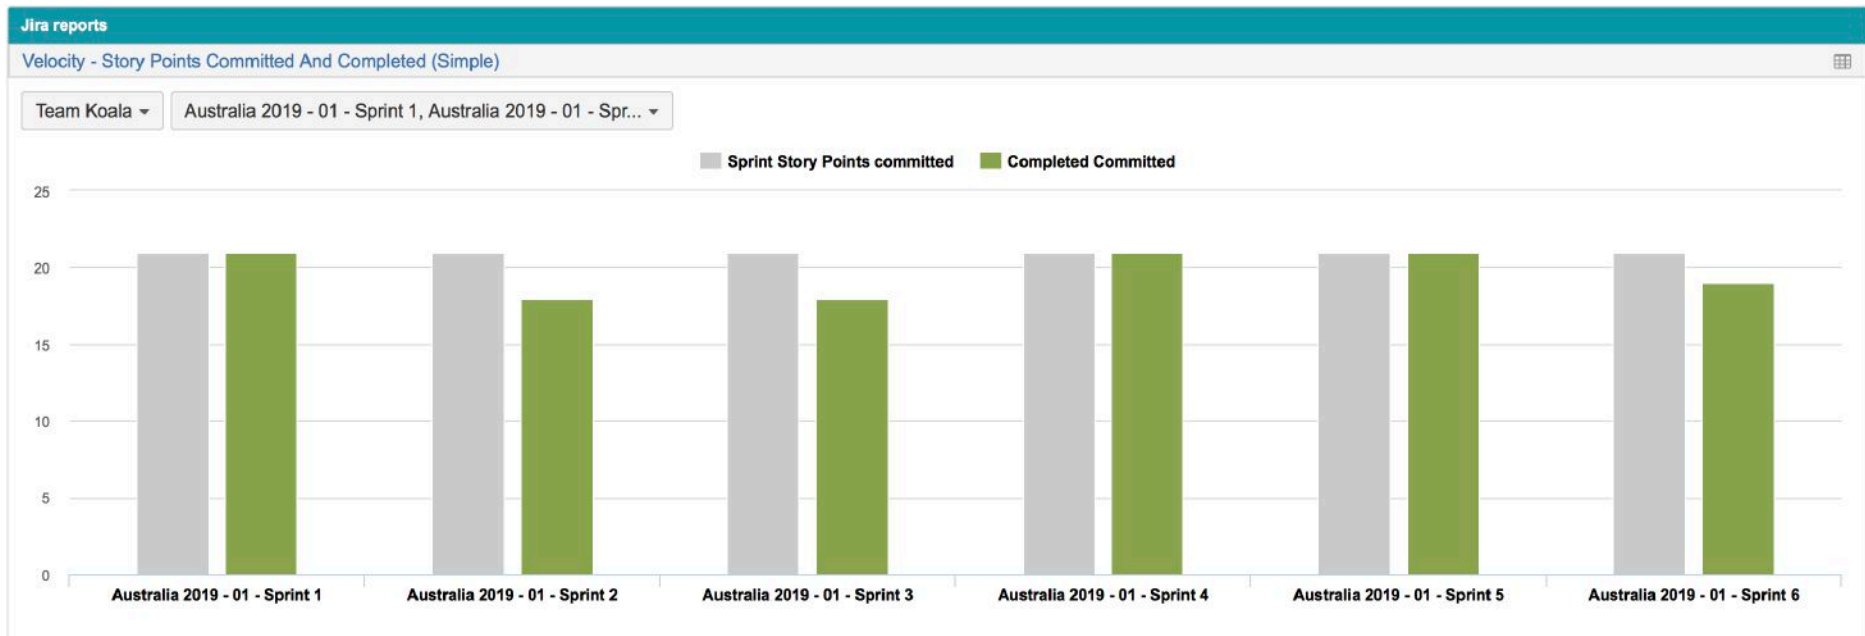 Jira reports
Velocity - Story Points Committed And Completed (Simple)
Team Koala
Australia 2019 - 01 - Sprint 1, Australia 2019 - 01 - Spr...
Sprint Story Points committed
Completed Committed
25
20
15
10
5
0
Australia 2019 - 01 - Sprint 1
Australia 2019 - 01 - Sprint 2
Australia 2019 - 01 - Sprint 3
Australia 2019 - 01 - Sprint 4
Australia 2019 - 01 - Sprint 5
Australia 2019 - 01 - Sprint 6